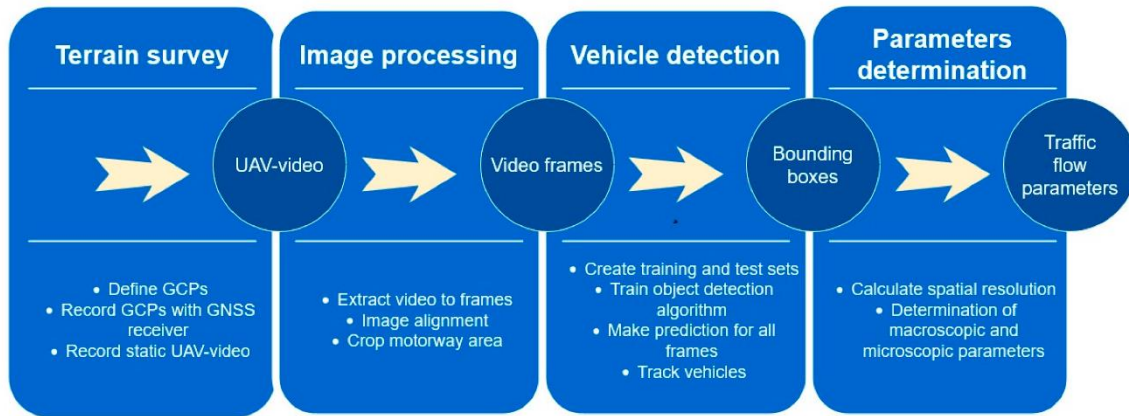 Terrain survey
Image processing
Vehicle detection
Parameters
determination
UAV-video
Video frames
Bounding
boxes
Traffic
flow
parameters
• Define GCPs
• Record GCPs with GNSS
receiver
• Record static UAV-video
• Extract video to frames
• Image alignment
• Crop motorway area
• Create training and test sets
• Train object detection
algorithm
• Make prediction for all
frames
• Track vehicles
• Calculate spatial resolution
• Determination of
macroscopic and
microscopic parameters